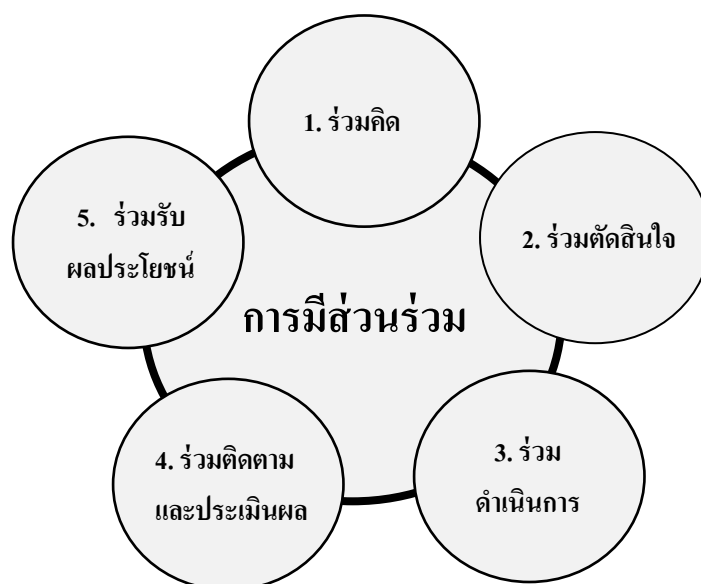 1. ร่วมคิด
2. ร่วมตัดสินใจ
3. ร่วม
ดำเนินการ
4. ร่วมติดตาม
และประเมินผล
5. ร่วมรับ
ผลประโยชน์
การมีส่วนร่วม